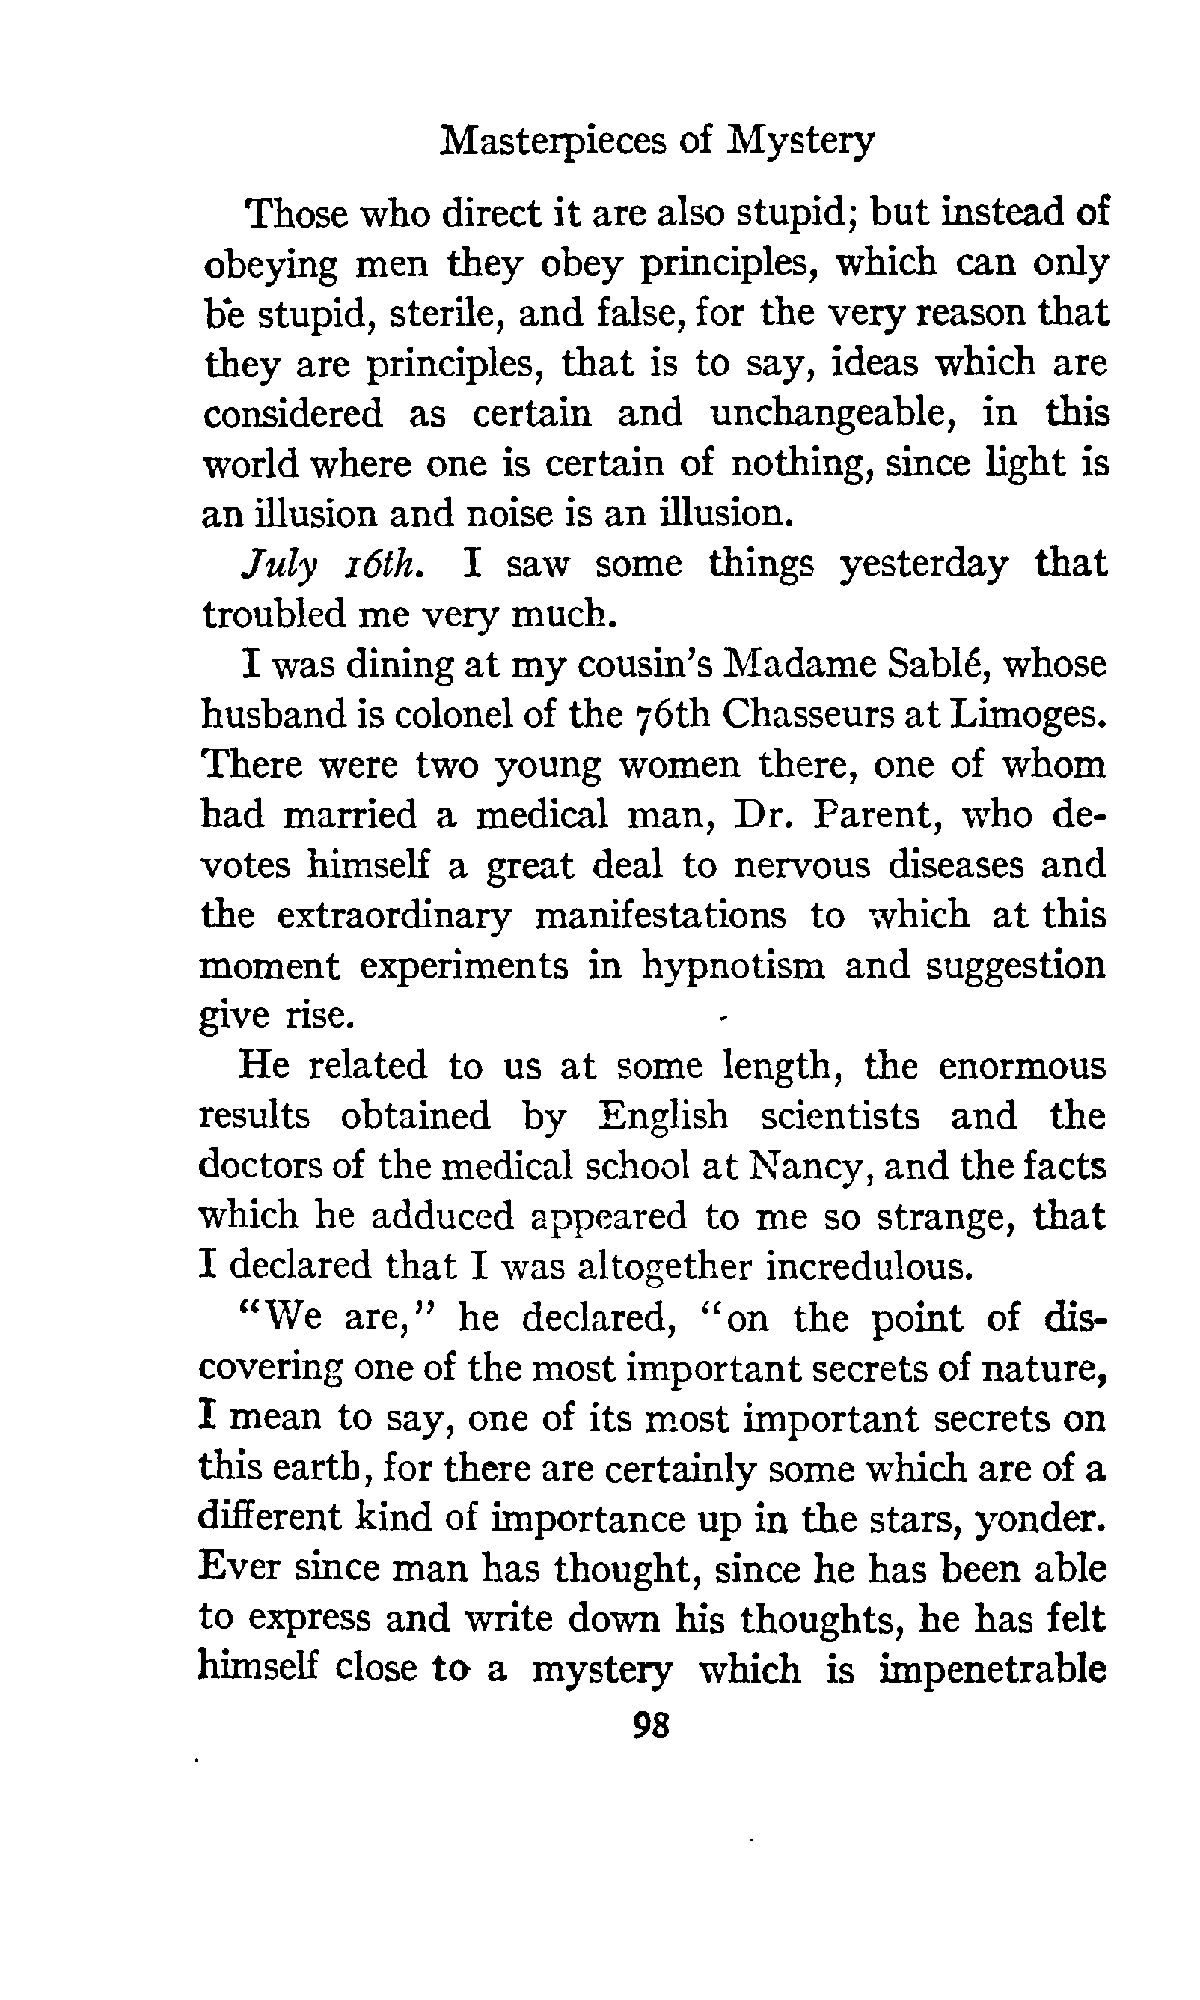 Masterpieces of Mystery
Those who direct it are also stupid; but instead of
obeying men they obey principles, which can only
be stupid, sterile, and false, for the very reason that
they are principles, that is to say, ideas which are
considered as certain and unchangeable, in this
world where one is certain of nothing, since light is
an illusion and noise is an illusion.
July 16th. I saw some things yesterday that
troubled me very much.
I was dining at my cousin's Madame Sablé, whose
husband is colonel of the 76th Chasseurs at Limoges.
There were two young women there, one of whom
had married a medical man, Dr. Parent, who de-
votes himself a great deal to nervous diseases and
the extraordinary manifestations to which at this
moment experiments in hypnotism and suggestion
give rise.
He related to us at some length, the enormous
results obtained by English scientists and the
doctors of the medical school at Nancy, and the facts
which he adduced appeared to me so strange, that
I declared that I was altogether incredulous.
"We are," he declared, "on the point of dis-
covering one of the most important secrets of nature,
I mean to say, one of its most important secrets on
this earth, for there are certainly some which are of a
different kind of importance up in the stars, yonder.
Ever since man has thought, since he has been able
to express and write down his thoughts, he has felt
himself close to a mystery which is impenetrable
98